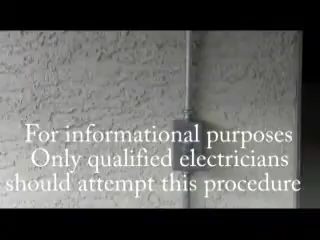 For informational purposes
Only qualified electricians
should attempt this procedure